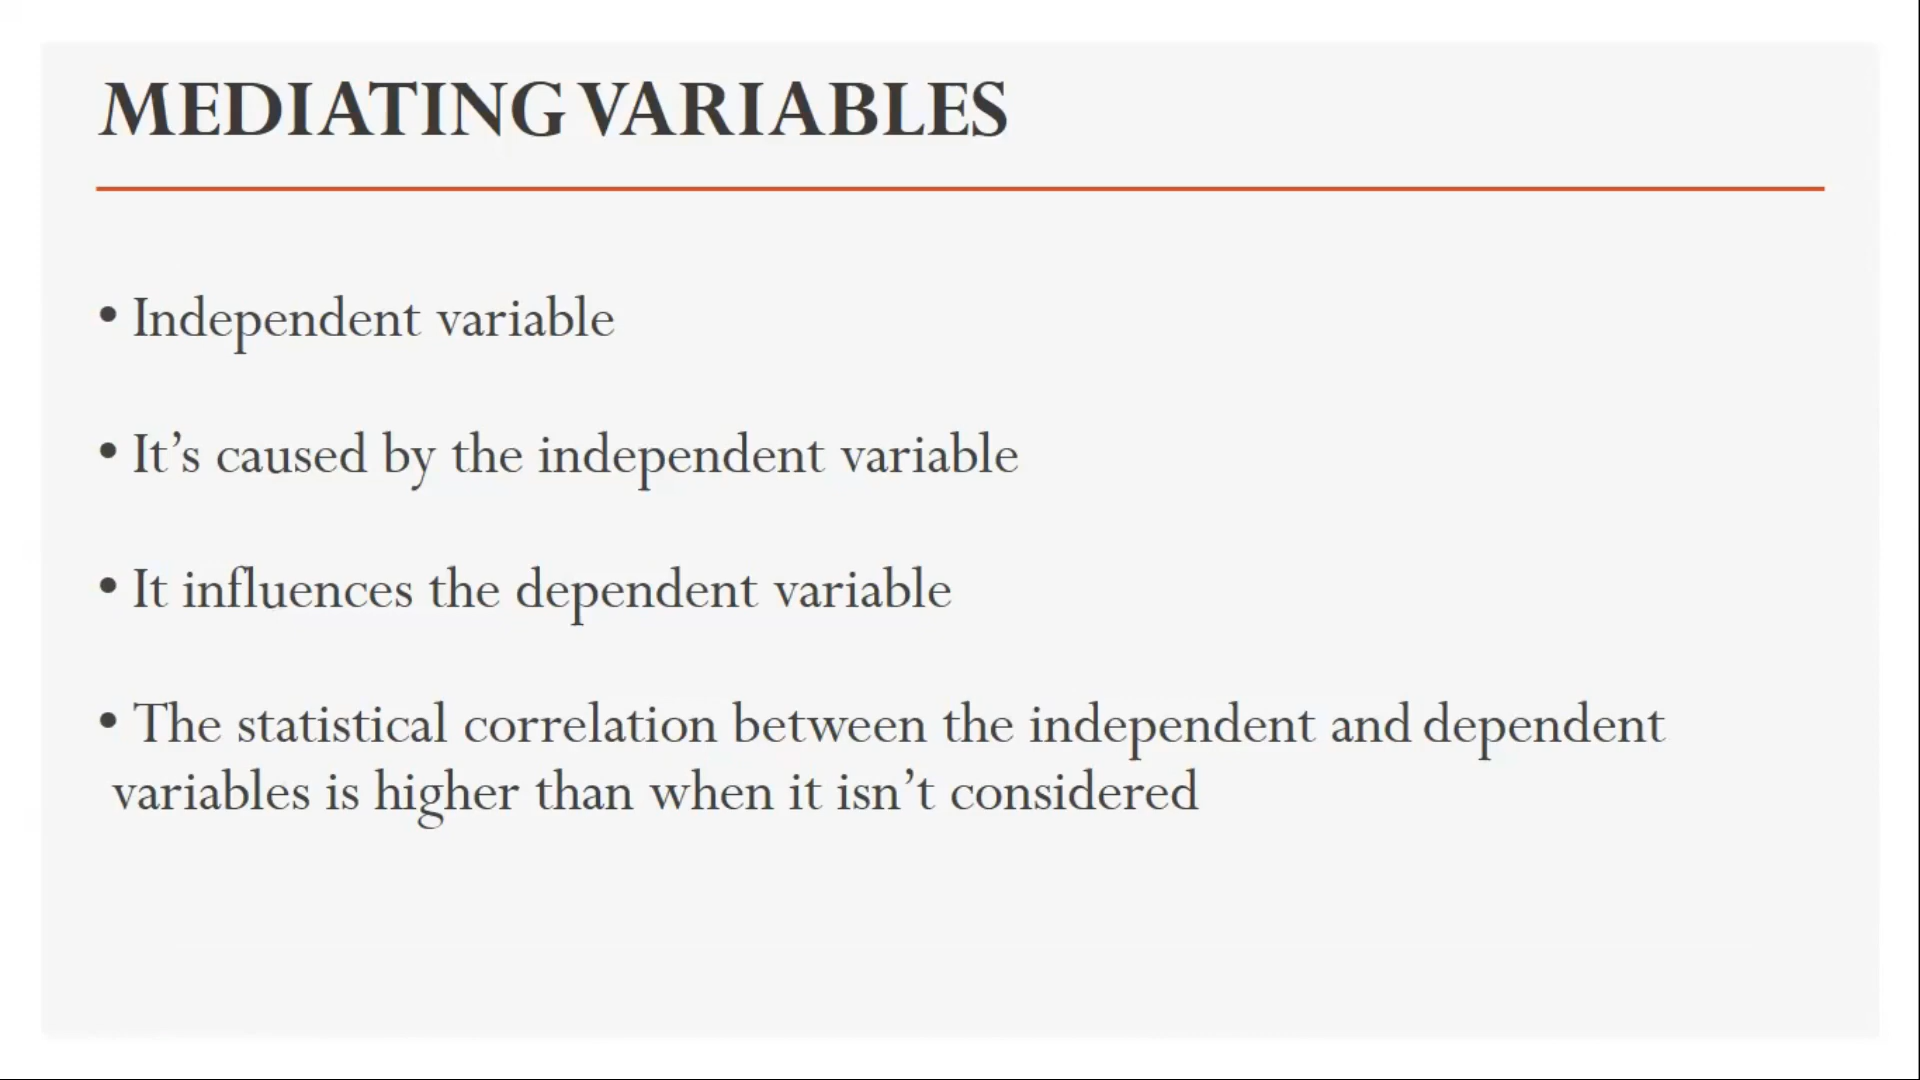 MEDIATING VARIABLES
• Independent variable
• It’s caused by the independent variable
• It influences the dependent variable
• The statistical correlation between the independent and dependent
variables is higher than when it isn’t considered